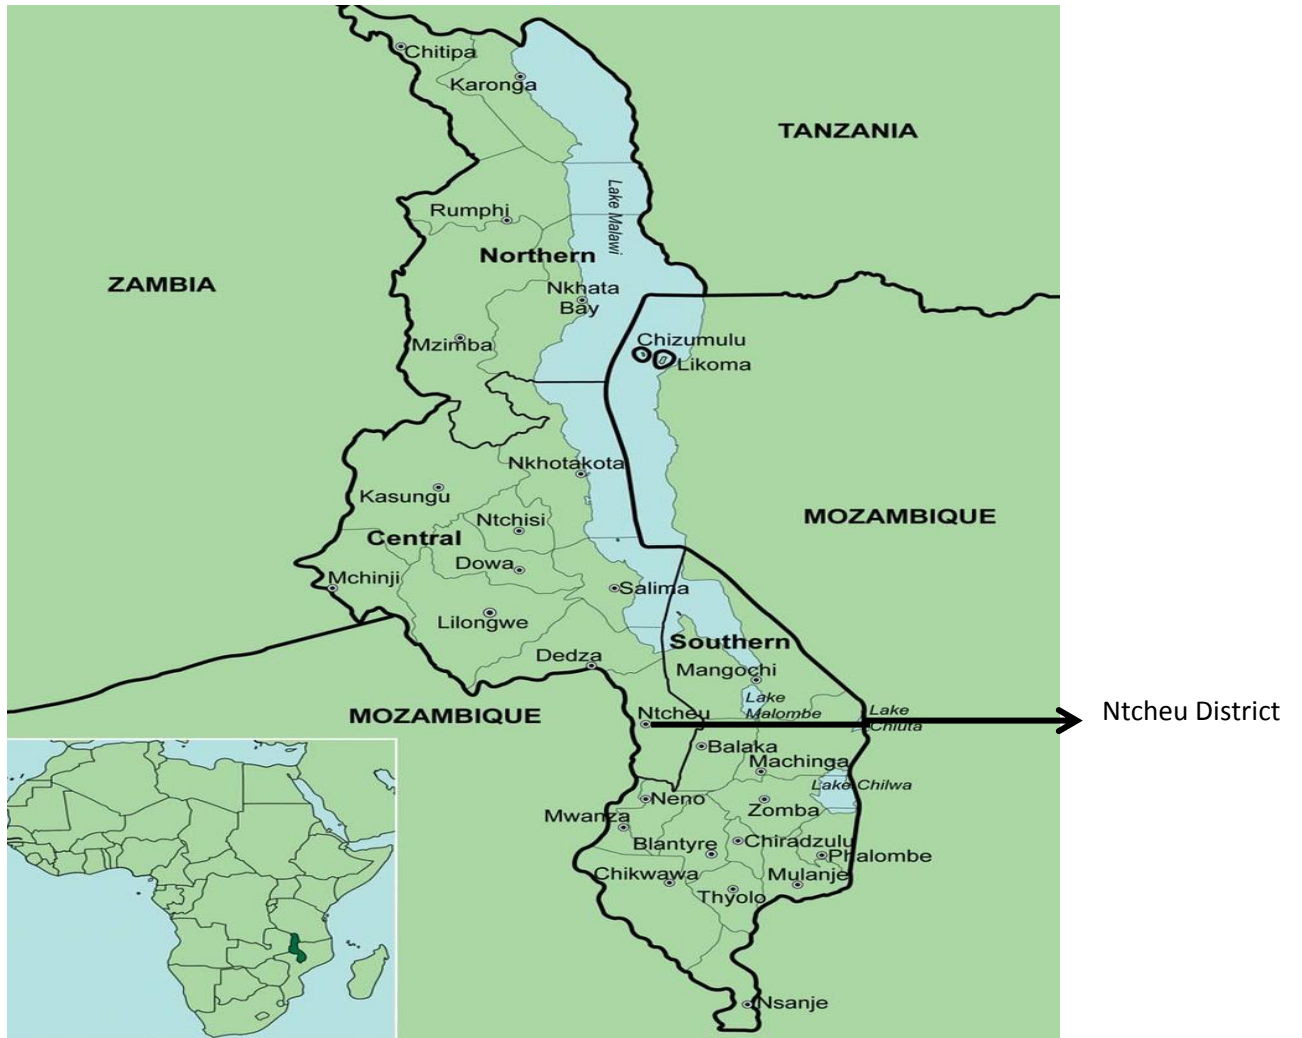 Chitipa
Karonga
TANZANIA
Lake Malawi
Rumphi
Northern
ZAMBIA
Nkhata
Bay
Chizumulu
Mzimba
Likoma
Nkhotakota
Kasungu
Ntchisi
MOZAMBIQUE
Central
Dowa
Mchinji
Salima
Lilongwe
Southern
Dedza
Mangochi
Lake
Malombe
Lake
Chiuta
Ntcheu District
MOZAMBIQUE
Ntcheu
Balaka
Machinga
Lake Chilwa
Neno
Zomba
Mwanza
Blantyre
Chiradzulu
Phalombe
Chikwawa
Mulanje
Thyolo
Nsanje